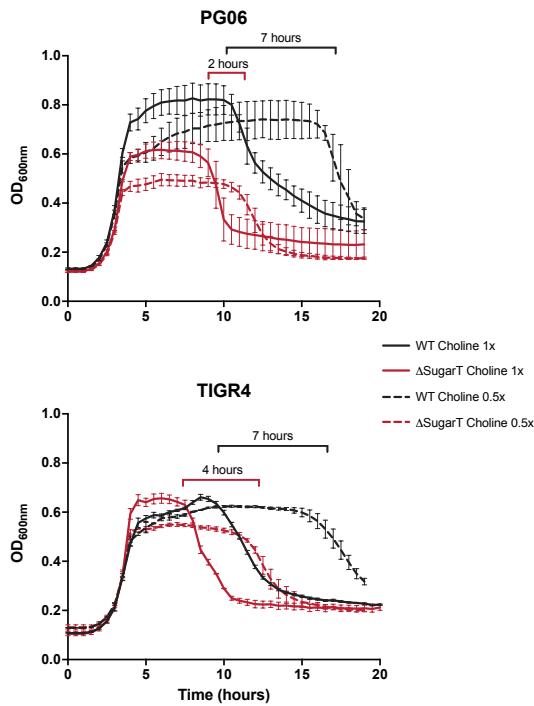 PG06
7 hours
2 hours
1.0
0.8
0.6
0.4
0.2
0.0
OD600nm
0 5 10 15 20
WT Choline 1x
ΔSugarT Choline 1x
WT Choline 0.5x
ΔSugarT Choline 0.5x
TIGR4
7 hours
4 hours
1.0
0.8
0.6
0.4
0.2
0.0
OD600nm
0 5 10 15 20
Time (hours)